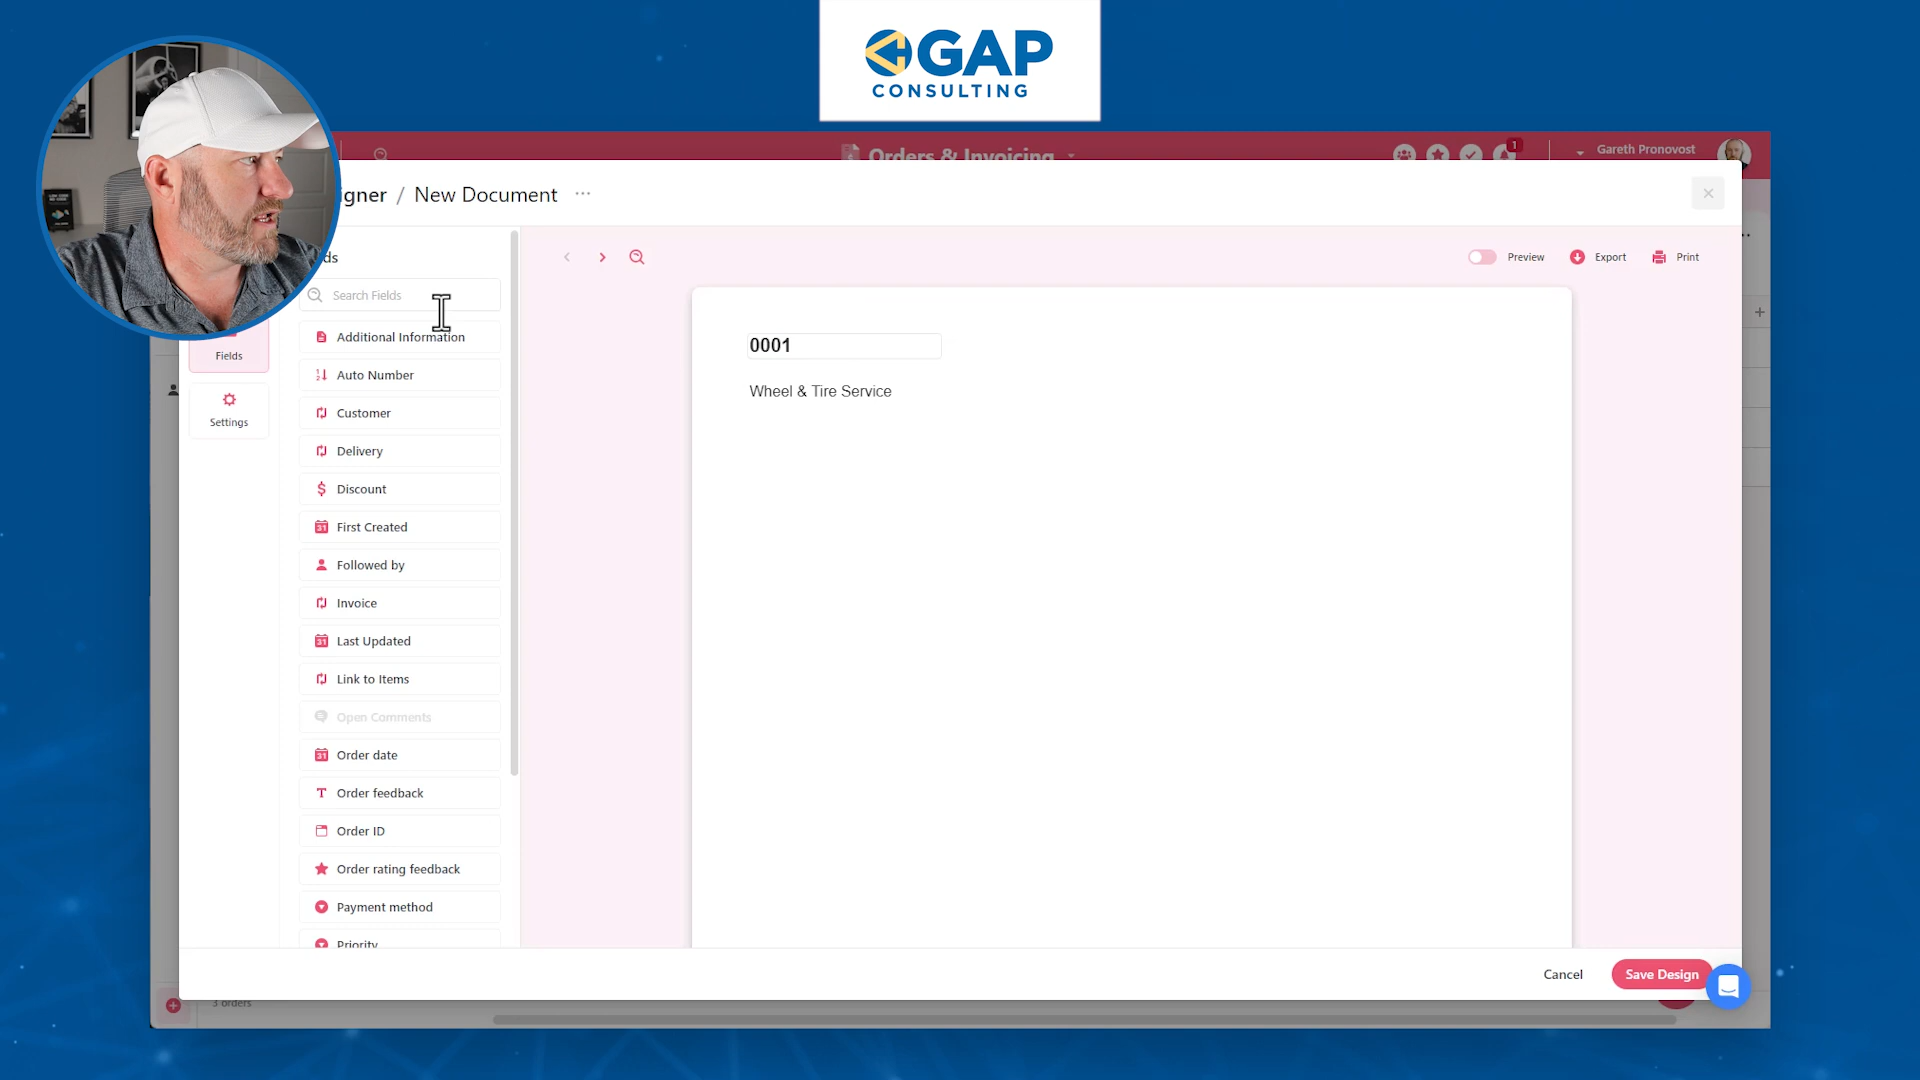 GAP
CONSULTING
Orders & Invoicing
1
Gareth Pronovost
igner / New Document ...
Preview
Export
Print
ds
Search Fields
Additional Information
Auto Number
Customer
Delivery
Discount
First Created
Followed by
Invoice
Last Updated
Link to Items
Open Comments
Order date
Order feedback
Order ID
Order rating feedback
Payment method
Priority
Fields
Settings
0001
Wheel & Tire Service
Cancel
Save Design
3 orders